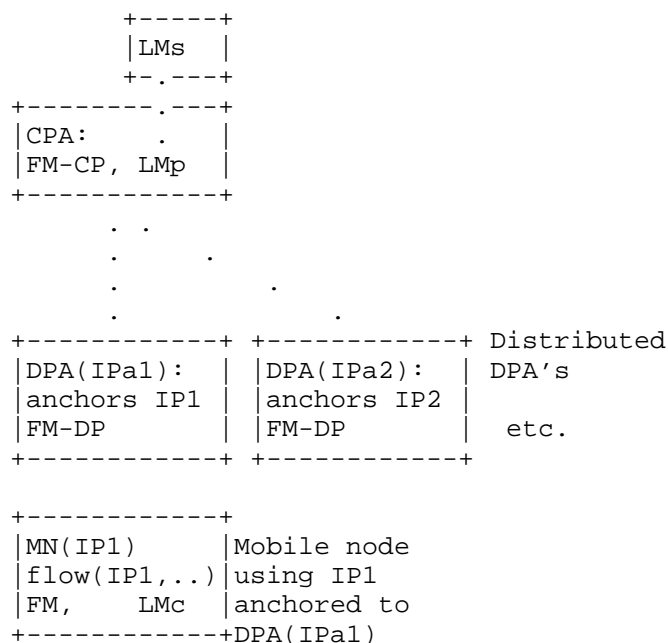 LMs
CPA:
FM-CP, LMp
DPA(IPa1): DPA(IPa2): Distributed
anchors IP1 anchors IP2 DPA's
FM-DP FM-DP etc.
MN(IP1) Mobile node
flow(IP1,..) using IP1
FM, LMc anchored to
DPA(IPa1)